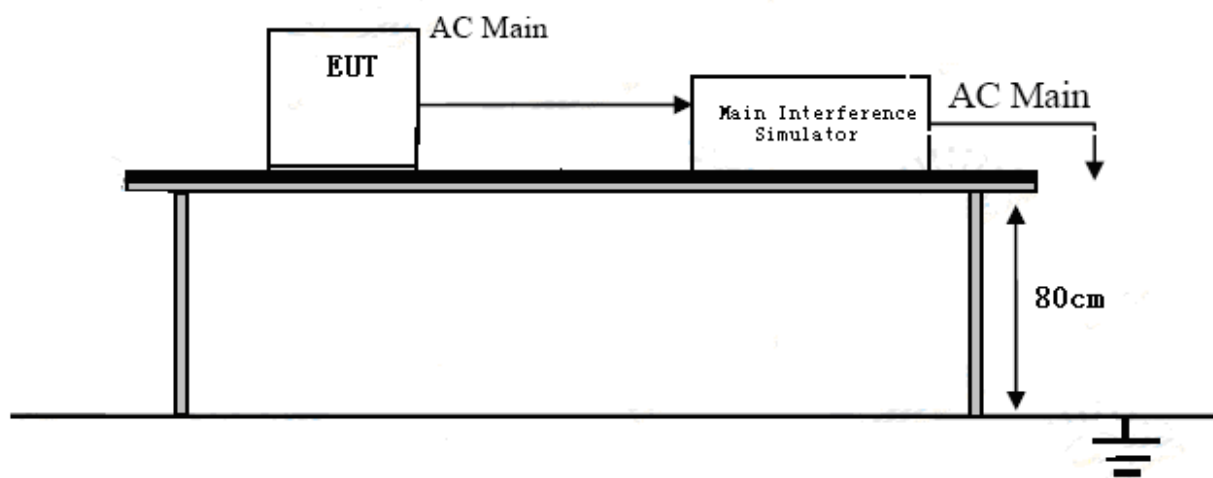 AC Main
EUT
Main Interference
Simulator
AC Main
80cm